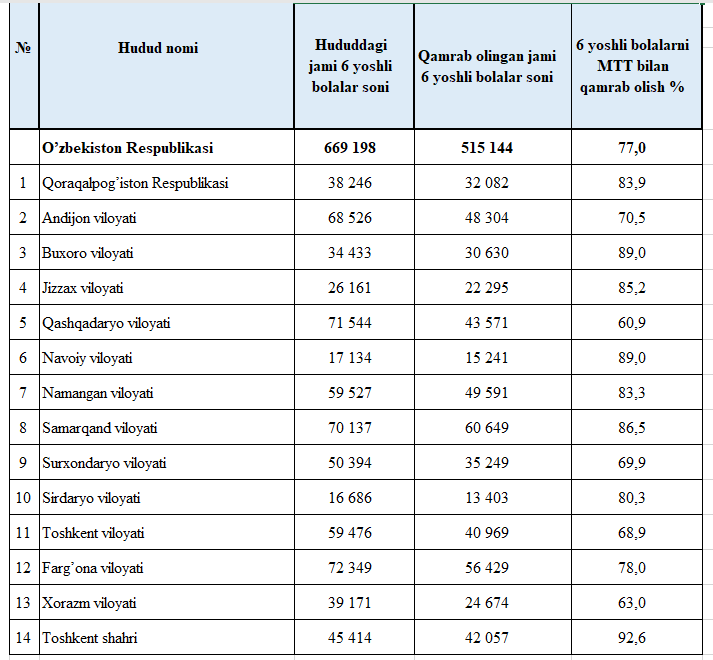 № Hudud nomi Hududdagi jami 6 yoshli bolalar soni Qamrab olingan jami 6 yoshli bolalar soni 6 yoshli bolalarni MTT bilan qamrab olish %
O’zbekiston Respublikasi 669 198 515 144 77,0
1 Qoraqalpog’iston Respublikasi 38 246 32 082 83,9
2 Andijon viloyati 68 526 48 304 70,5
3 Buxoro viloyati 34 433 30 630 89,0
4 Jizzax viloyati 26 161 22 295 85,2
5 Qashqadaryo viloyati 71 544 43 571 60,9
6 Navoiy viloyati 17 134 15 241 89,0
7 Namangan viloyati 59 527 49 591 83,3
8 Samarqand viloyati 70 137 60 649 86,5
9 Surxondaryo viloyati 50 394 35 249 69,9
10 Sirdaryo viloyati 16 686 13 403 80,3
11 Toshkent viloyati 59 476 40 969 68,9
12 Farg’ona viloyati 72 349 56 429 78,0
13 Xorazm viloyati 39 171 24 674 63,0
14 Toshkent shahri 45 414 42 057 92,6